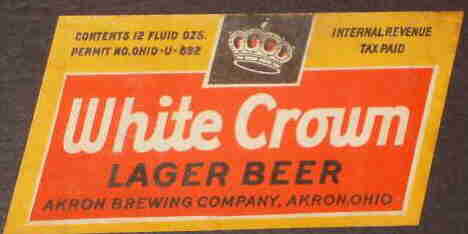 CONTENTS 12 FLUID OZS.
PERMIT NO. OHIO-U-692
INTERNAL REVENUE
TAX PAID
White Crown
LAGER BEER
AKRON BREWING COMPANY, AKRON, OHIO